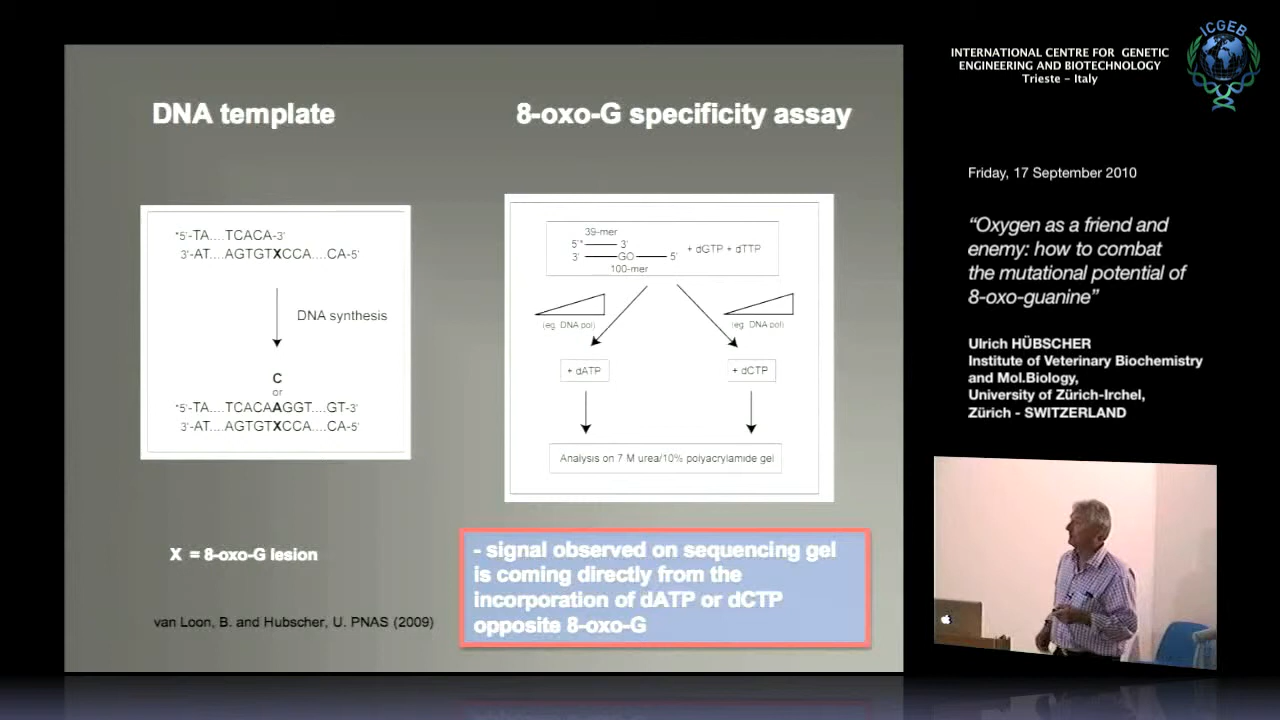 DNA template
8-oxo-G specificity assay
*5'-TA....TCACA-3'
3'-AT....AGTGTXCCA....CA-5'
DNA synthesis
C
or
*5'-TA....TCACAAGGT....GT-3'
3'-AT....AGTGTXCCA....CA-5'
X = 8-oxo-G lesion
van Loon, B. and Hubscher, U. PNAS (2009)
39-mer
5'* 3'
3' GO 5'
100-mer
+ dGTP + dTTP
(eg. DNA pol)
(eg. DNA pol)
+ dATP
+ dCTP
Analysis on 7 M urea/10% polyacrylamide gel
- signal observed on sequencing gel
is coming directly from the
incorporation of dATP or dCTP
opposite 8-oxo-G
INTERNATIONAL CENTRE FOR GENETIC
ENGINEERING AND BIOTECHNOLOGY
Trieste - Italy
ICGEB
Friday, 17 September 2010
“Oxygen as a friend and
enemy: how to combat
the mutational potential of
8-oxo-guanine”
Ulrich HÜBSCHER
Institute of Veterinary Biochemistry
and Mol.Biology,
University of Zürich-Irchel,
Zürich - SWITZERLAND